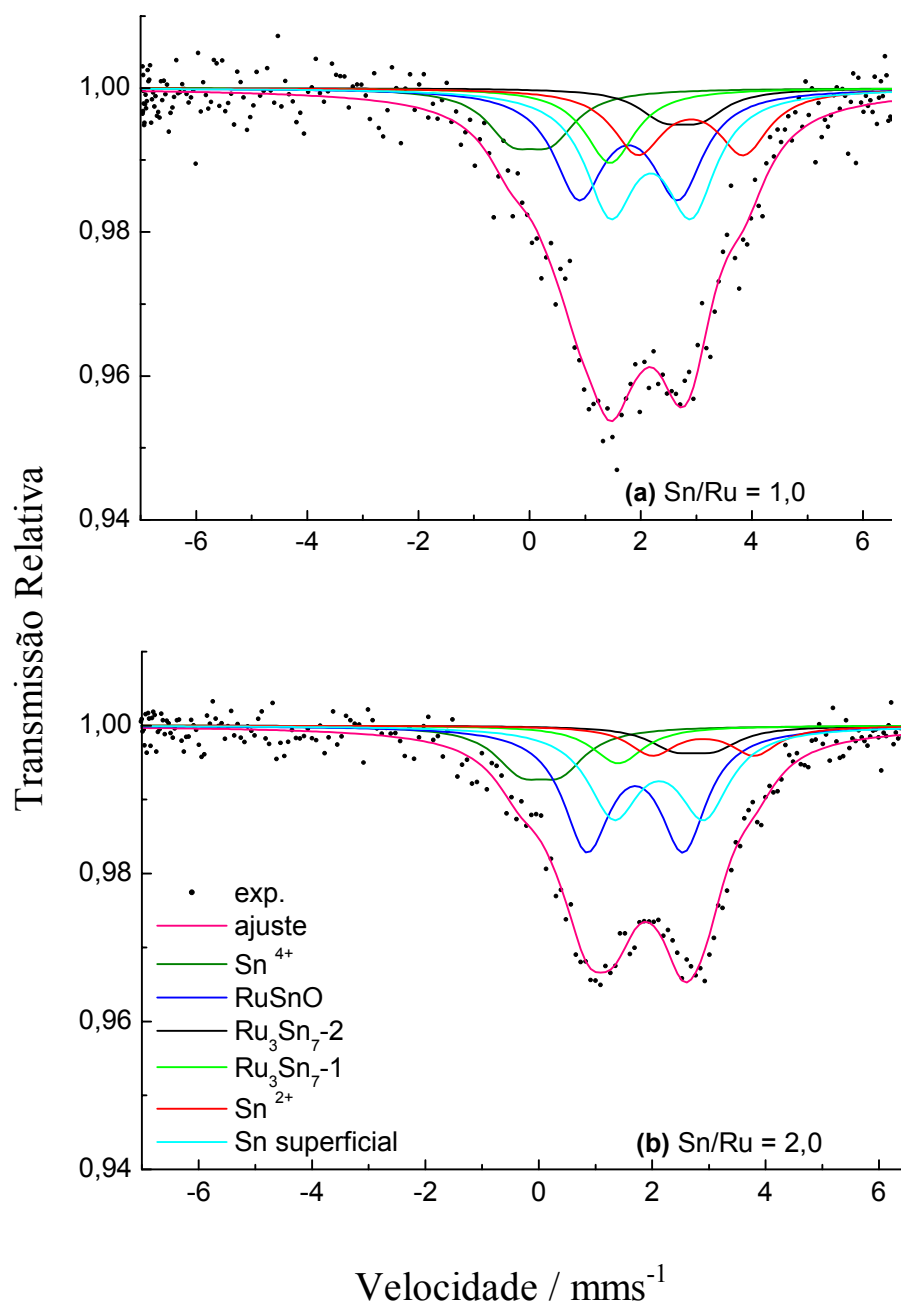 Transmissão Relativa
1,00
0,98
0,96
0,94
-6 -4 -2 0 2 4 6
(a) Sn/Ru = 1,0
1,00
0,98
0,96
0,94
exp.
ajuste
Sn 4+
RuSnO
Ru3Sn7-2
Ru3Sn7-1
Sn 2+
Sn superficial
(b) Sn/Ru = 2,0
-6 -4 -2 0 2 4 6
Velocidade / mms-1